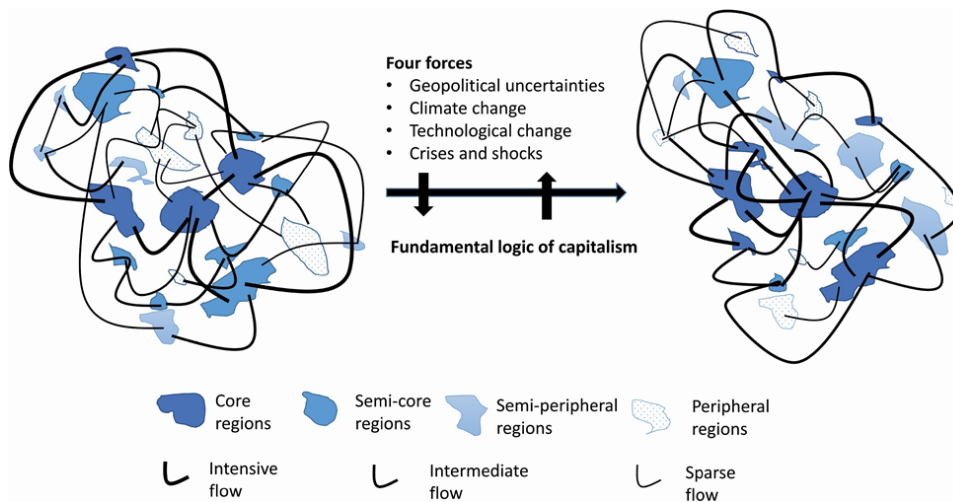 Four forces
• Geopolitical uncertainties
• Climate change
• Technological change
• Crises and shocks
Fundamental logic of capitalism
Core
regions
Semi-core
regions
Semi-peripheral
regions
Peripheral
regions
Intensive
flow
Intermediate
flow
Sparse
flow